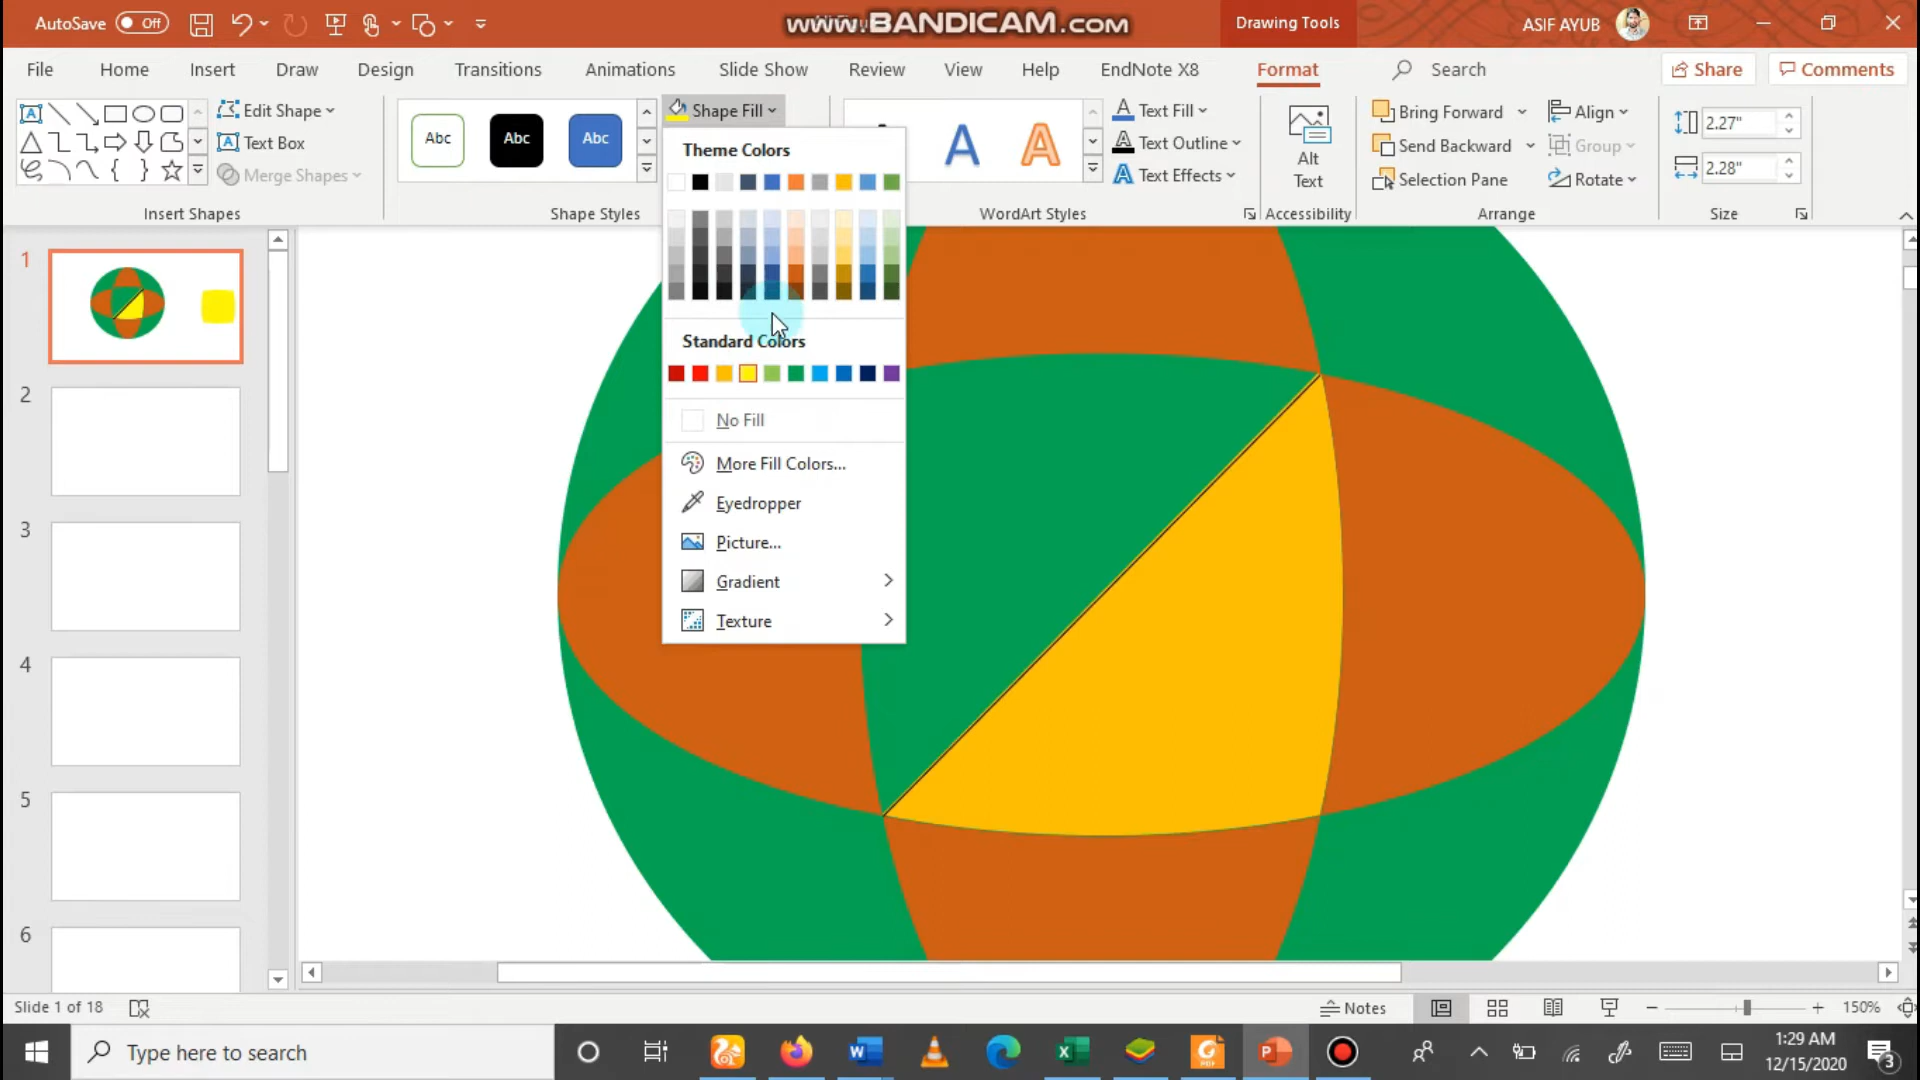 AutoSave Off
www.BANDICAM.com
Drawing Tools
ASIF AYUB
File Home Insert Draw Design Transitions Animations Slide Show Review View Help EndNote X8 Format Search Share Comments
Edit Shape
Text Box
Merge Shapes
Insert Shapes
Abc Abc Abc
Shape Styles
Shape Fill
Theme Colors
Standard Colors
No Fill
More Fill Colors...
Eyedropper
Picture...
Gradient
Texture
A A
Text Fill
Text Outline
Text Effects
WordArt Styles
Alt
Text
Accessibility
Bring Forward
Send Backward
Selection Pane
Align
Group
Rotate
Arrange
2.27"
2.28"
Size
1
2
3
4
5
6
Slide 1 of 18
Notes
150%
Type here to search
1:29 AM
12/15/2020
3